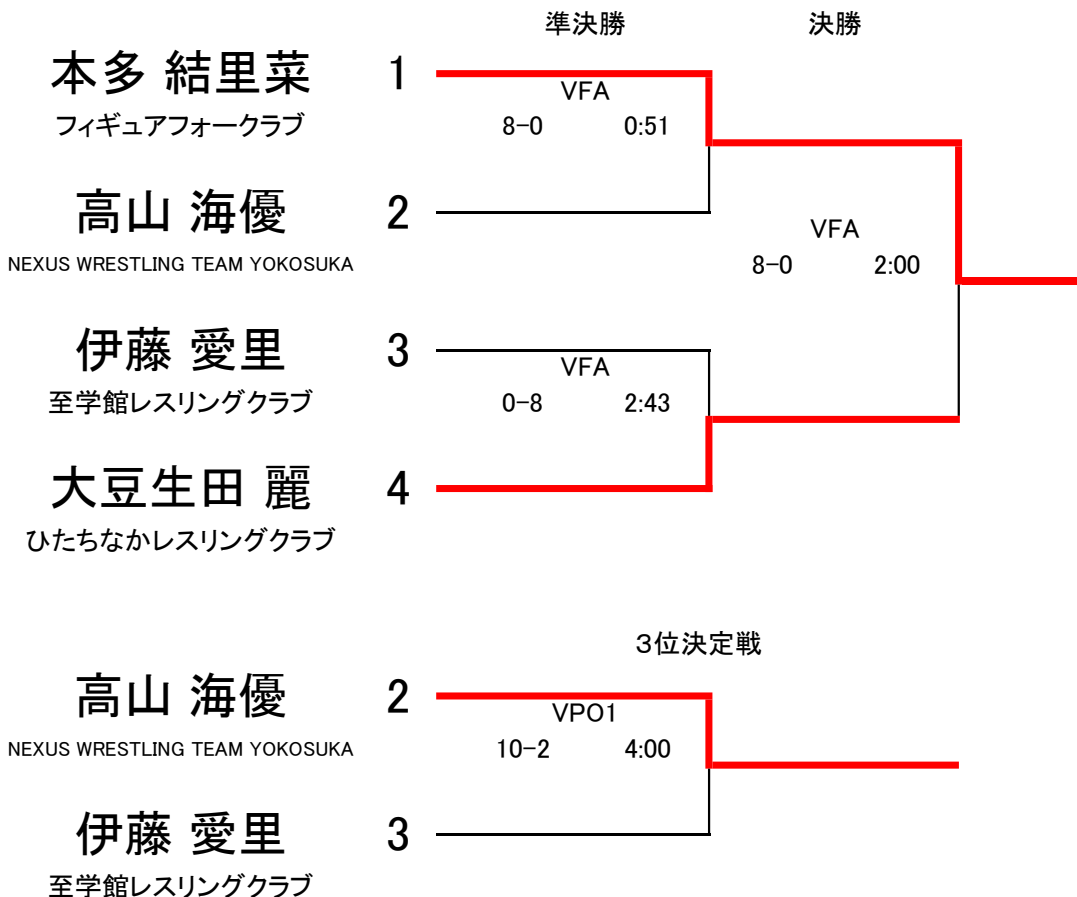 準決勝 決勝
本多 結里菜 1
フィギュアフォークラブ
VFA
8-0 0:51
高山 海優 2
NEXUS WRESTLING TEAM YOKOSUKA
VFA
8-0 2:00
伊藤 愛里 3
至学館レスリングクラブ
VFA
0-8 2:43
大豆生田 麗 4
ひたちなかレスリングクラブ
3位決定戦
高山 海優 2
NEXUS WRESTLING TEAM YOKOSUKA
VPO1
10-2 4:00
伊藤 愛里 3
至学館レスリングクラブ